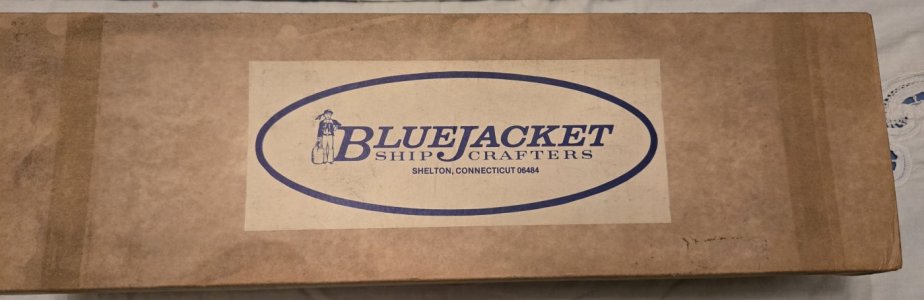 BLUEJACKET
SHIP CRAFTERS
SHELTON, CONNECTICUT 06484